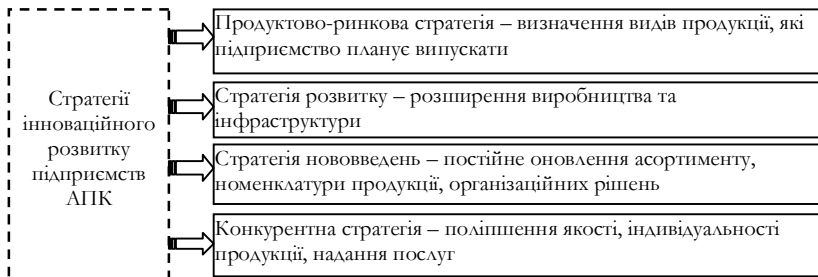 Стратегії
інноваційного
розвитку
підприємств
АПК
Продуктово-ринкова стратегія – визначення видів продукції, які
підприємство планує випускати
Стратегія розвитку – розширення виробництва та
інфраструктури
Стратегія нововведень – постійне оновлення асортименту,
номенклатури продукції, організаційних рішень
Конкурентна стратегія – поліпшення якості, індивідуальності
продукції, надання послуг